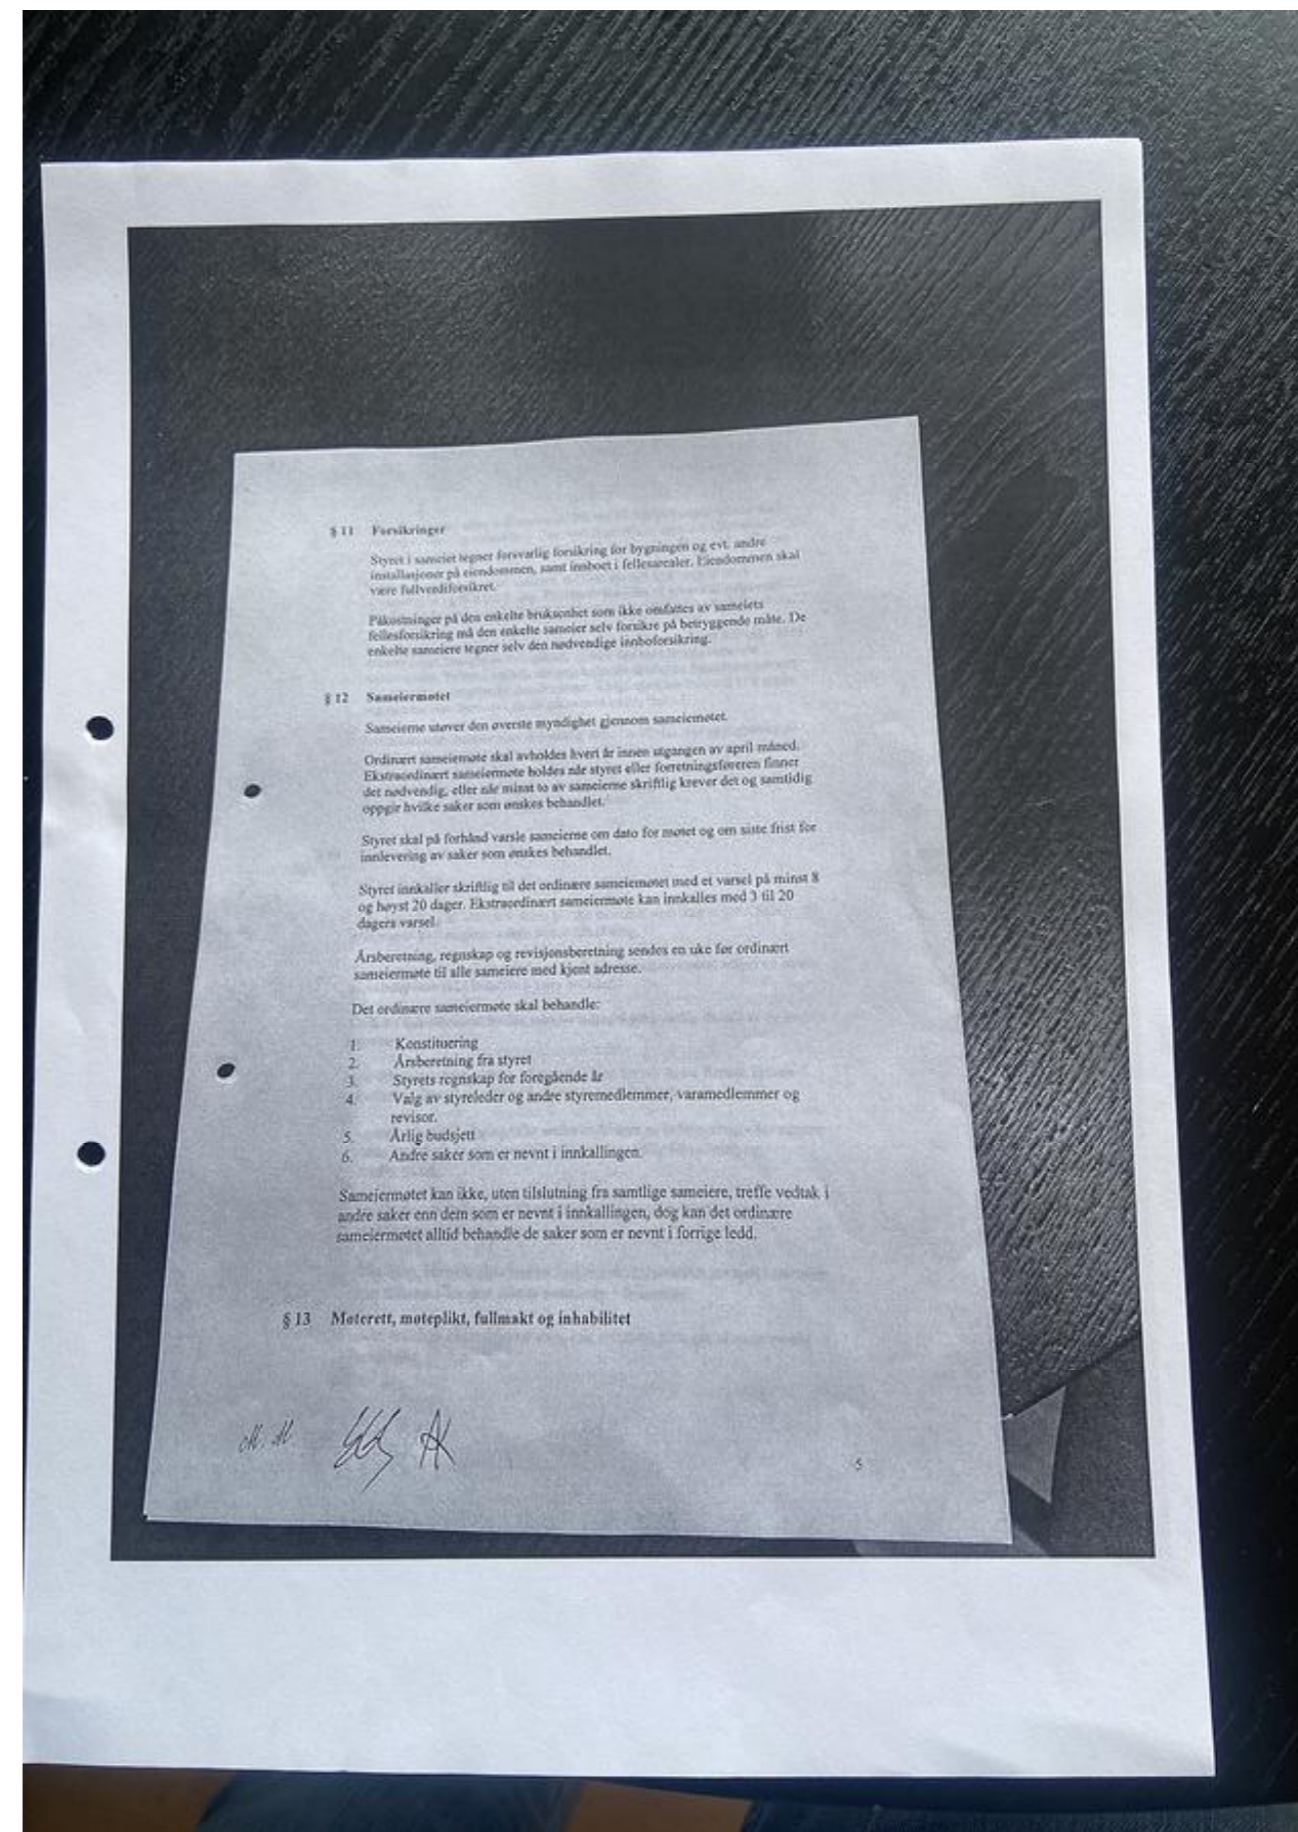 § 11 Forsikringer
Styret i sameiet tegner forsvarlig forsikring for bygningen og evt. andre
installasjoner på eiendommen, samt innboet i felleslokaler. Eiendommen skal
være fullverdiforsikret.
Påkostninger på den enkelte bruksenhet som ikke omfattes av sameiets
fellesforsikring må den enkelte sameier selv forsikre på betryggende måte. De
enkelte sameiere tegner selv den nødvendige innboforsikring.
§ 12 Sameiermøtet
Sameierne utøver den øverste myndighet gjennom sameiemøtet.
Ordinært sameiemøte skal avholdes hvert år innen utgangen av april måned.
Ekstraordinært sameiermøte holdes når styret eller forretningsføreren finner
det nødvendig, eller når minst to av sameierne skriftlig krever det og samtidig
oppgir hvilke saker som ønskes behandlet.
Styret skal på forhånd varsle sameierne om dato for møtet og om siste frist for
innlevering av saker som ønskes behandlet.
Styret innkaller skriftlig til det ordinære sameiemøtet med et varsel på minst 8
og høyst 20 dager. Ekstraordinært sameiermøte kan innkalles med 3 til 20
dagers varsel.
Årsberetning, regnskap og revisjonsberetning sendes en uke før ordinært
sameiermøte til alle sameiere med kjent adresse.
Det ordinære sameiermøte skal behandle:
1. Konstituering
2. Årsberetning fra styret
3. Styrets regnskap for foregående år
4. Valg av styreleder og andre styremedlemmer, varamedlemmer og
revisor.
5. Årlig budsjett
6. Andre saker som er nevnt i innkallingen.
Sameiermøtet kan ikke, uten tilslutning fra samtlige sameiere, treffe vedtak i
andre saker enn dem som er nevnt i innkallingen, dog kan det ordinære
sameiermøtet alltid behandle de saker som er nevnt i forrige ledd.
§ 13 Møterett, møteplikt, fullmakt og inhabilitet
M. M.
5